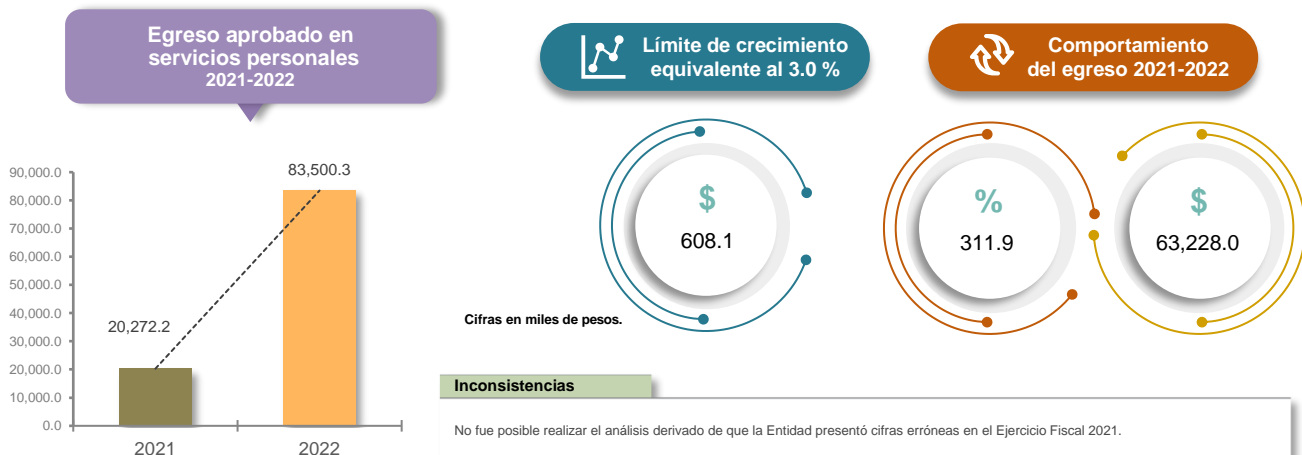 Egreso aprobado en
servicios personales
2021-2022
Límite de crecimiento
equivalente al 3.0 %
Comportamiento
del egreso 2021-2022
90,000.0
80,000.0
70,000.0
60,000.0
50,000.0
40,000.0
30,000.0
20,000.0
10,000.0
0.0
20,272.2
83,500.3
2021
2022
$
608.1
%
311.9
$
63,228.0
Cifras en miles de pesos.
Inconsistencias
No fue posible realizar el análisis derivado de que la Entidad presentó cifras erróneas en el Ejercicio Fiscal 2021.